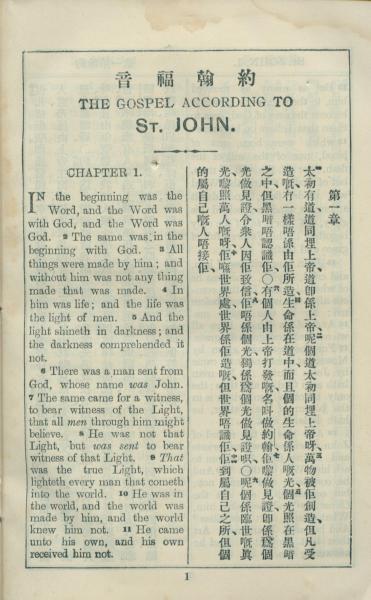 約翰福音
THE GOSPEL ACCORDING TO
ST. JOHN.
CHAPTER 1.
IN the beginning was the
Word, and the Word was
with God, and the Word was
God. 2 The same was in the
beginning with God. 3 All
things were made by him; and
without him was not any thing
made that was made. 4 In
him was life; and the life was
the light of men. 5 And the
light shineth in darkness; and
the darkness comprehended it
not.
6 There was a man sent from
God, whose name was John.
7 The same came for a witness,
to bear witness of the Light,
that all men through him might
believe. 8 He was not that
Light, but was sent to bear
witness of that Light. 9 That
was the true Light, which
lighteth every man that cometh
into the world. 10 He was in
the world, and the world was
made by him, and the world
knew him not. 11 He came
unto his own, and his own
received him not.
第一章
太初有道、道同埋上帝、道卽係上帝、呢個道太初同埋上帝、萬物被佢創造、但凡受
造嘅冇一樣唔係由佢所造、生命係在道中、而且個的生命係人嘅光、個光照在黑暗
之中、但黑暗唔認識佢、○有個人由上帝打發嘅、名叫做約翰、佢嚟做見證、卽係爲個
光做見證、令衆人因佢致信、佢唔係個光、獨係爲個光做見證、○呢個光係臨世嘅眞
光、嚟照萬人嘅呀、佢喺世界處、世界係佢造嘅、但世界唔識佢、佢到屬自己之所、但個
的屬自己嘅人唔接佢、
1